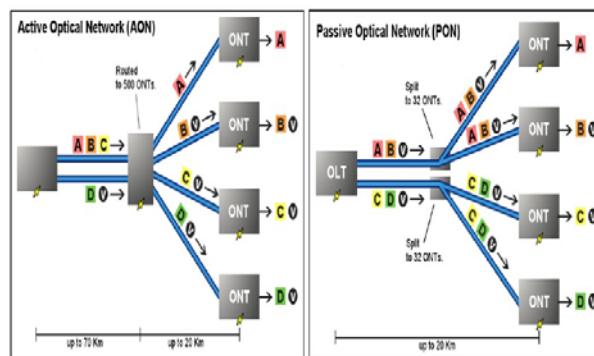 Active Optical Network (AON)
Routed
to 500 ONTs.
A B C →
D V →
A →
B V →
C V →
D V →
ONT → A
ONT → B V
ONT → C V
ONT → D V
up to 70 Km
up to 20 Km
Passive Optical Network [PON)
Split
to 32 ONTs.
OLT
A B V →
C D V →
A B V →
A B V →
C D V →
C D V →
Split
to 32 ONTs.
ONT → A
ONT → B V
ONT → C V
ONT → D V
up to 20 Km